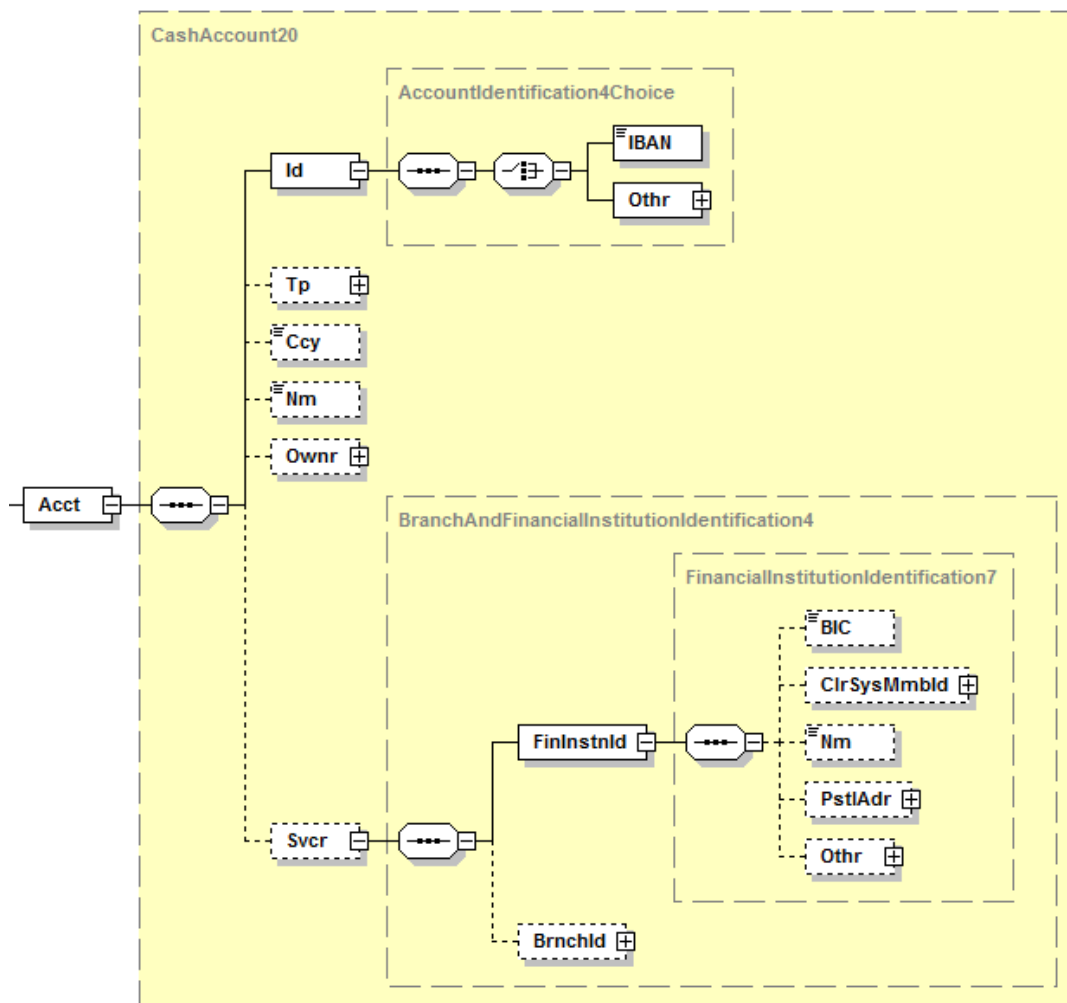 CashAccount20
AccountIdentification4Choice
IBAN
Id
Othr
Tp
Ccy
Nm
Ownr
Acct
BranchAndFinancialInstitutionIdentification4
FinancialInstitutionIdentification7
BIC
ClrSysMmbId
FinInstnId
Nm
PstlAdr
Svcr
Othr
BrnchId